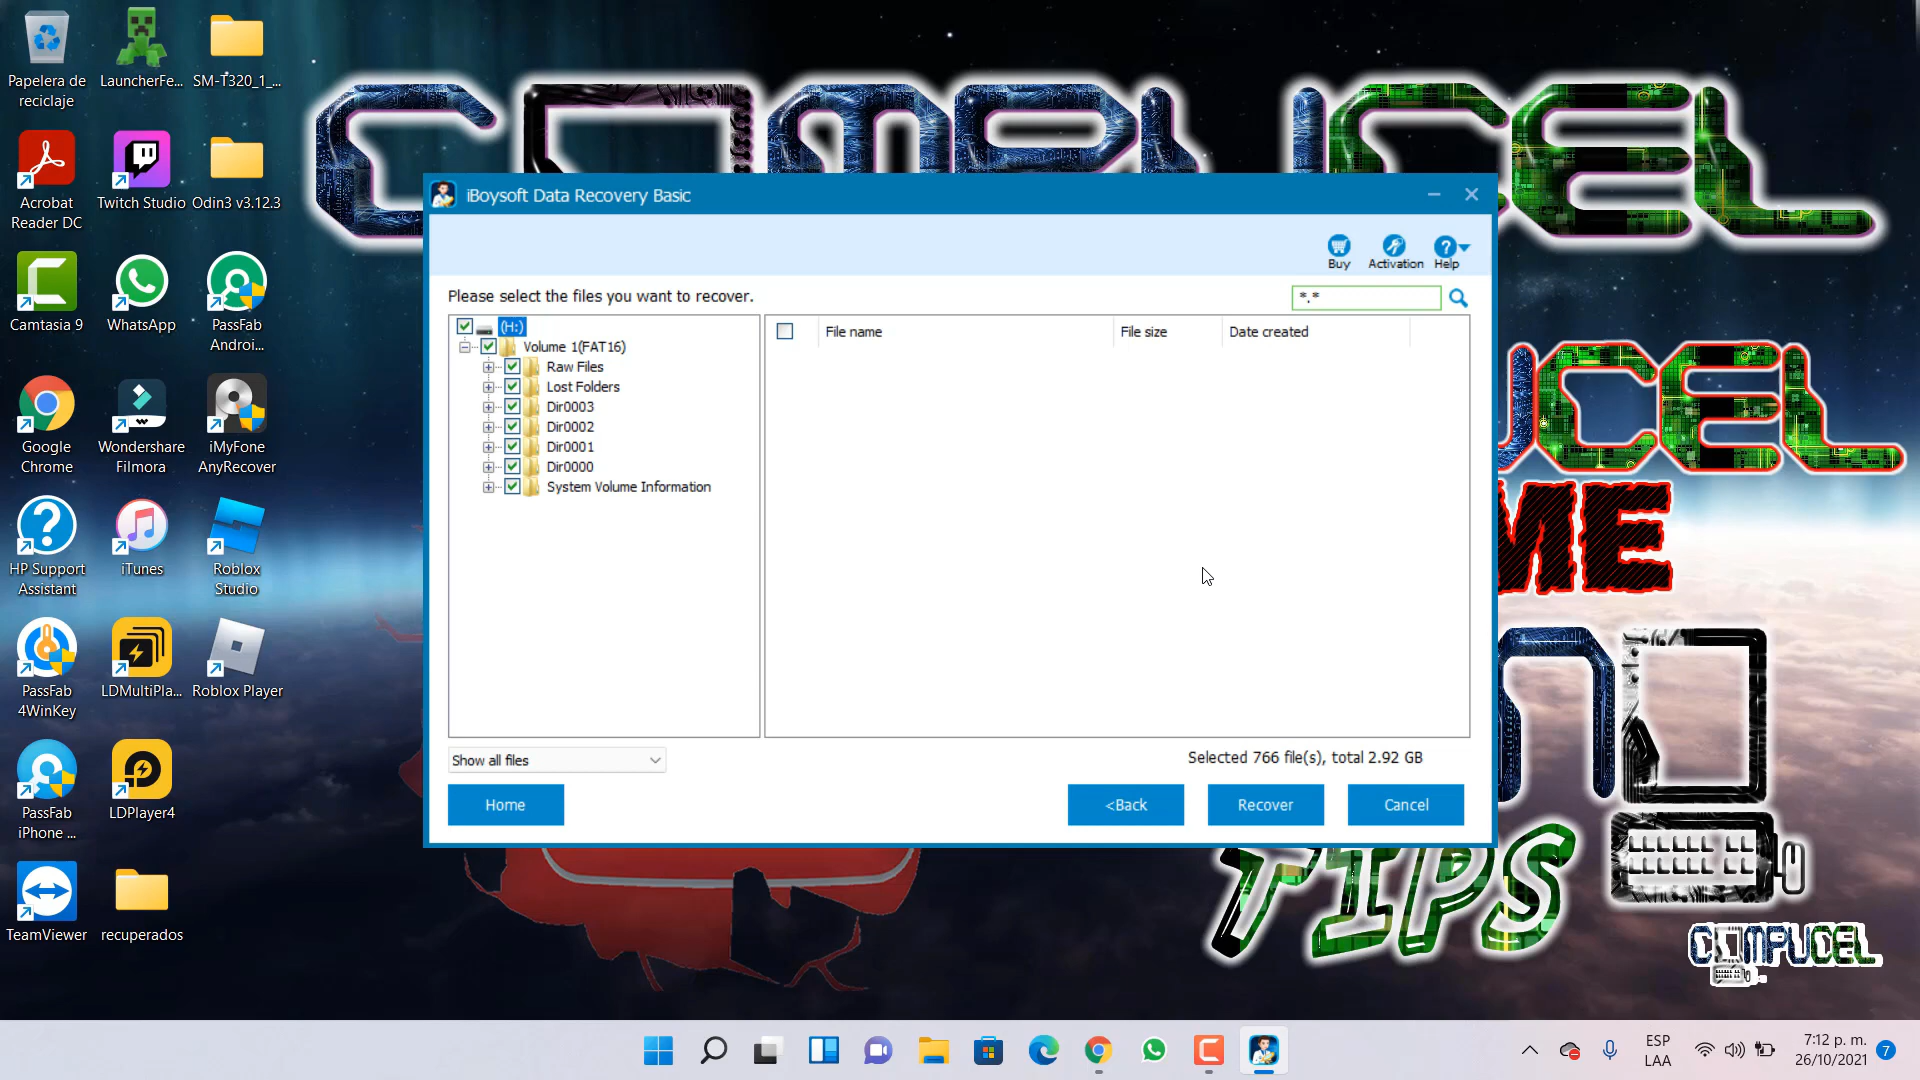 Papelera de
reciclaje
LauncherFe...
SM-T320_1_...
Acrobat
Reader DC
Twitch Studio
Odin3 v3.12.3
Camtasia 9
WhatsApp
PassFab
Androi...
Google
Chrome
Wondershare
Filmora
iMyFone
AnyRecover
HP Support
Assistant
iTunes
Roblox
Studio
PassFab
4WinKey
LDMultiPla...
Roblox Player
PassFab
iPhone ...
LDPlayer4
TeamViewer
recuperados
iBoysoft Data Recovery Basic
Buy
Activation
Help
Please select the files you want to recover.
*.*
(H:)
Volume 1(FAT16)
Raw Files
Lost Folders
Dir0003
Dir0002
Dir0001
Dir0000
System Volume Information
File name
File size
Date created
Show all files
Selected 766 file(s), total 2.92 GB
Home
<Back
Recover
Cancel
COMPUCEL
UCEL
ME
TIPS
COMPUCEL
ESP
LAA
7:12 p. m.
26/10/2021
7